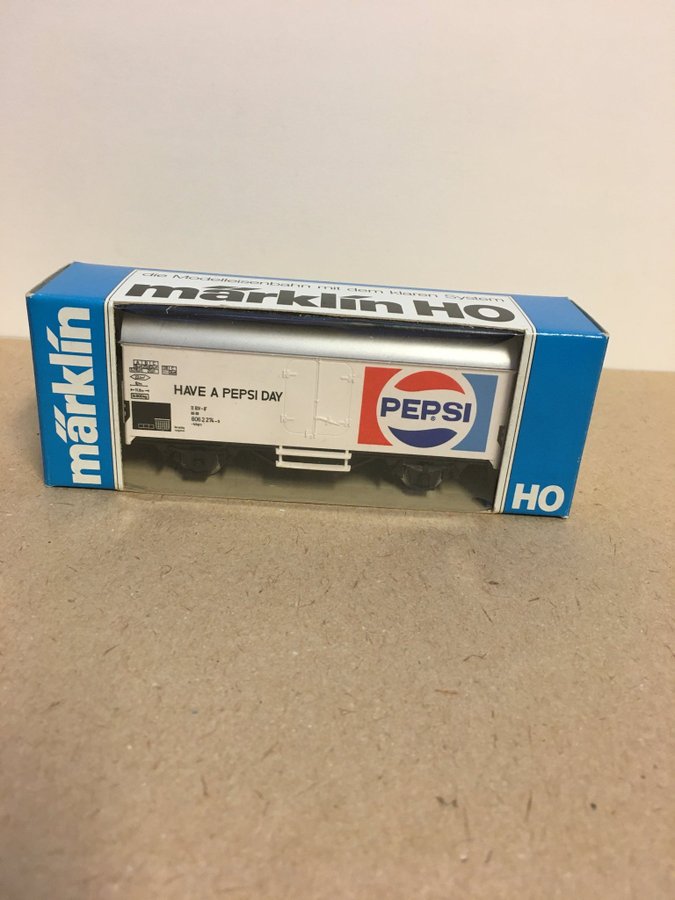 die Modelleisenbahn mit dem klaren System
märklin HO
märklin
HAVE A PEPSI DAY
PEPSI
HO